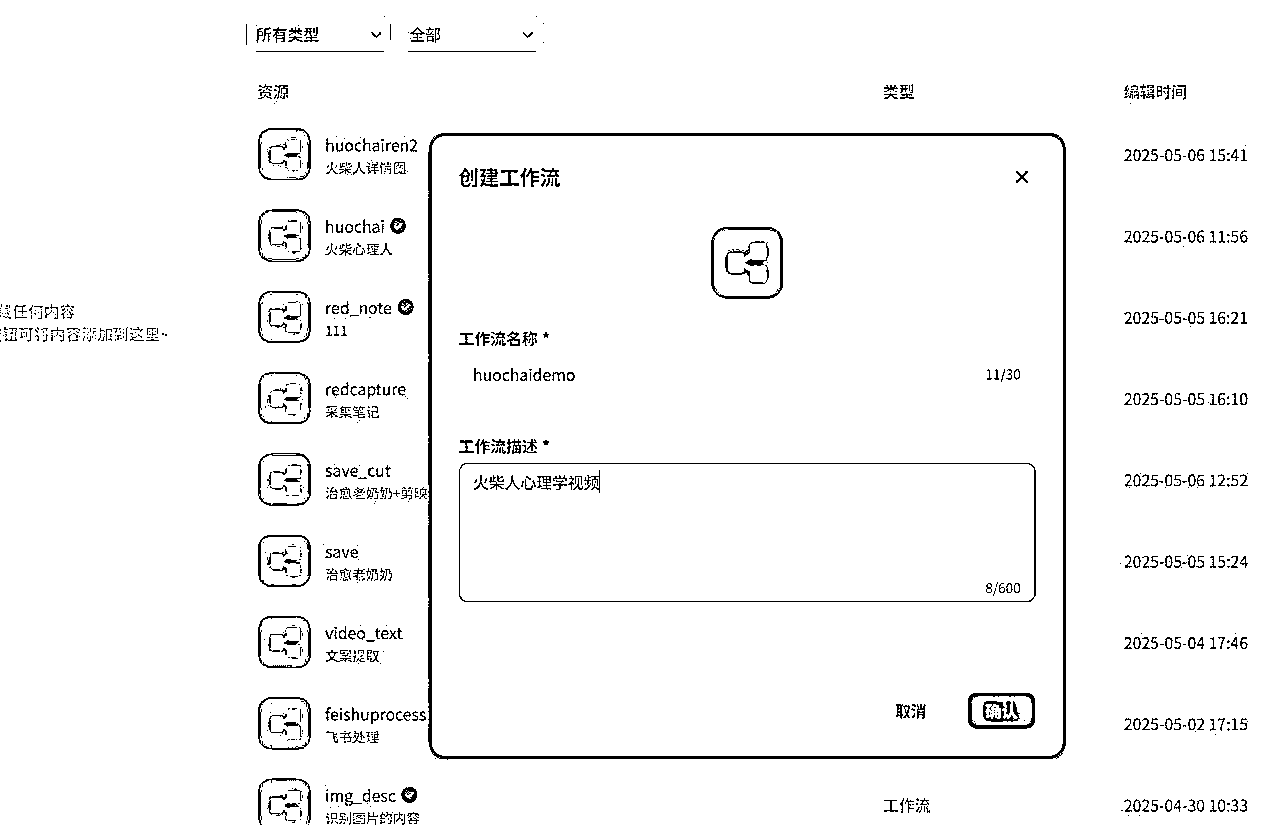 所有类型 全部
资源 类型 编辑时间
huochairen2
火柴人详情图
2025-05-06 15:41
huochai
火柴心理人
2025-05-06 11:56
red_note
111
2025-05-05 16:21
redcapture
采集笔记
2025-05-05 16:10
save_cut
治愈老奶奶+剪映
2025-05-06 12:52
save
治愈老奶奶
2025-05-05 15:24
video_text
文案提取
2025-05-04 17:46
feishuprocess
飞书处理
2025-05-02 17:15
img_desc
识别图片的内容
工作流
2025-04-30 10:33
任何内容
钮可将内容添加到这里~
创建工作流
工作流名称 *
huochaidemo 11/30
工作流描述 *
火柴人心理学视频
8/600
取消 确认